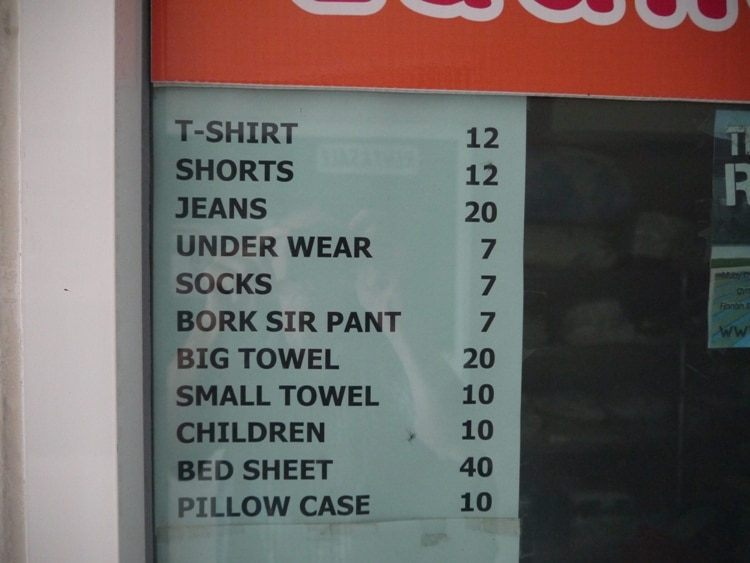 T-SHIRT 12
SHORTS 12
JEANS 20
UNDER WEAR 7
SOCKS 7
BORK SIR PANT 7
BIG TOWEL 20
SMALL TOWEL 10
CHILDREN 10
BED SHEET 40
PILLOW CASE 10